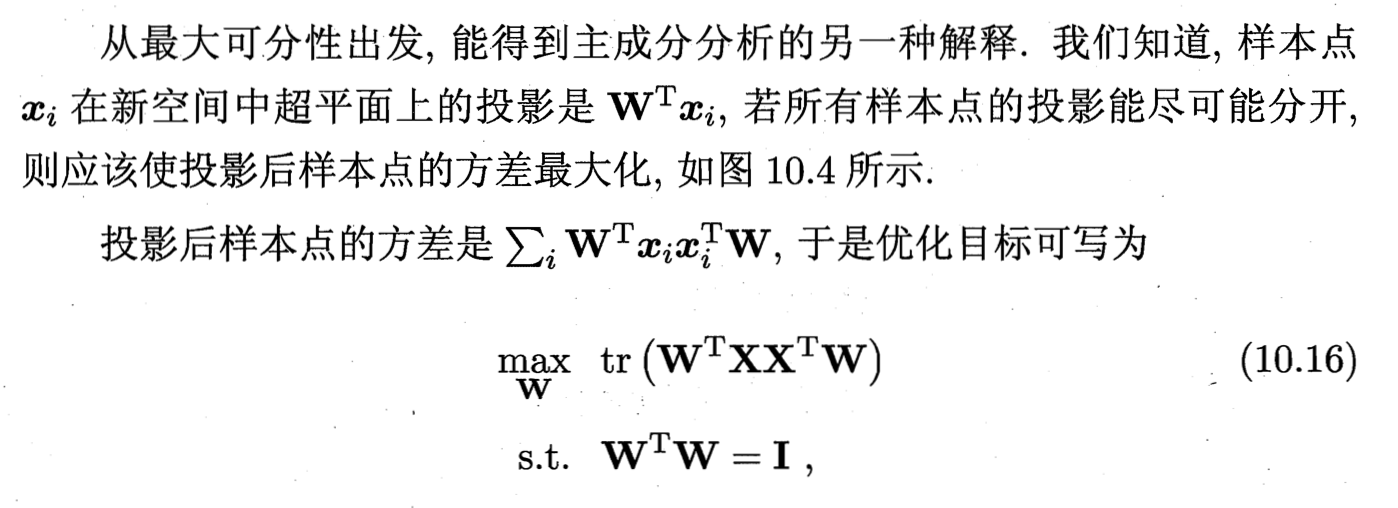 从最大可分性出发, 能得到主成分分析的另一种解释. 我们知道, 样本点
$\boldsymbol{x}_i$ 在新空间中超平面上的投影是 $\mathbf{W}^{\mathrm{T}}\boldsymbol{x}_i$, 若所有样本点的投影能尽可能分开,
则应该使投影后样本点的方差最大化, 如图 10.4 所示.
投影后样本点的方差是 $\sum_i \mathbf{W}^{\mathrm{T}}\boldsymbol{x}_i\boldsymbol{x}_i^{\mathrm{T}}\mathbf{W}$, 于是优化目标可写为
$\max_{\mathbf{W}} \ \mathrm{tr}\left(\mathbf{W}^{\mathrm{T}}\mathbf{X}\mathbf{X}^{\mathrm{T}}\mathbf{W}\right)$ (10.16)
s.t. $\mathbf{W}^{\mathrm{T}}\mathbf{W} = \mathbf{I}$ ,